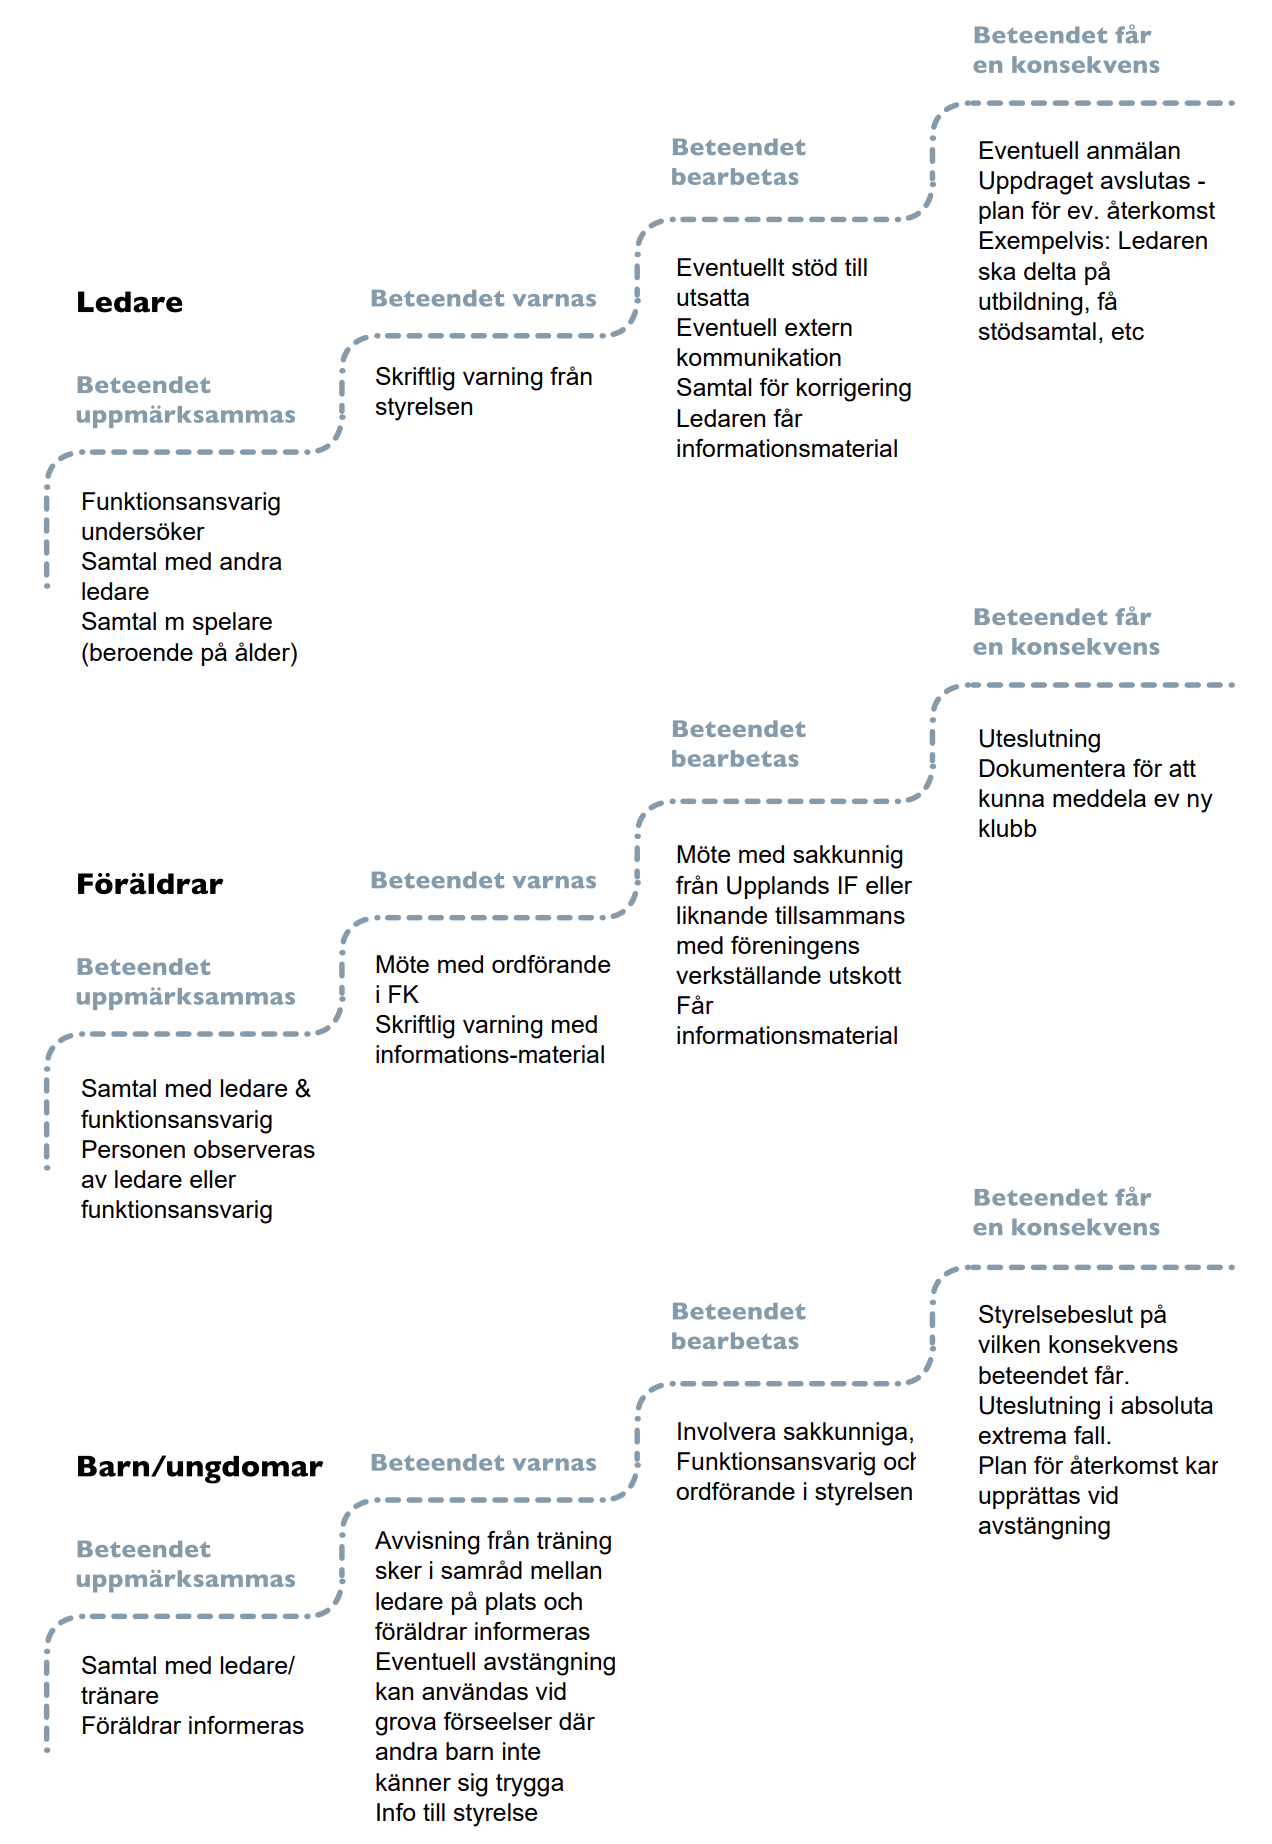 Ledare
Beteendet
uppmärksammas
Funktionsansvarig
undersöker
Samtal med andra
ledare
Samtal m spelare
(beroende på ålder)
Beteendet varnas
Skriftlig varning från
styrelsen
Beteendet
bearbetas
Eventuellt stöd till
utsatta
Eventuell extern
kommunikation
Samtal för korrigering
Ledaren får
informationsmaterial
Beteendet får
en konsekvens
Eventuell anmälan
Uppdraget avslutas -
plan för ev. återkomst
Exempelvis: Ledaren
ska delta på
utbildning, få
stödsamtal, etc
Föräldrar
Beteendet
uppmärksammas
Samtal med ledare &
funktionsansvarig
Personen observeras
av ledare eller
funktionsansvarig
Beteendet varnas
Möte med ordförande
i FK
Skriftlig varning med
informations-material
Beteendet
bearbetas
Möte med sakkunnig
från Upplands IF eller
liknande tillsammans
med föreningens
verkställande utskott
Får
informationsmaterial
Beteendet får
en konsekvens
Uteslutning
Dokumentera för att
kunna meddela ev ny
klubb
Barn/ungdomar
Beteendet
uppmärksammas
Samtal med ledare/
tränare
Föräldrar informeras
Beteendet varnas
Avvisning från träning
sker i samråd mellan
ledare på plats och
föräldrar informeras
Eventuell avstängning
kan användas vid
grova förseelser där
andra barn inte
känner sig trygga
Info till styrelse
Beteendet
bearbetas
Involvera sakkunniga,
Funktionsansvarig och
ordförande i styrelsen
Beteendet får
en konsekvens
Styrelsebeslut på
vilken konsekvens
beteendet får.
Uteslutning i absoluta
extrema fall.
Plan för återkomst kan
upprättas vid
avstängning